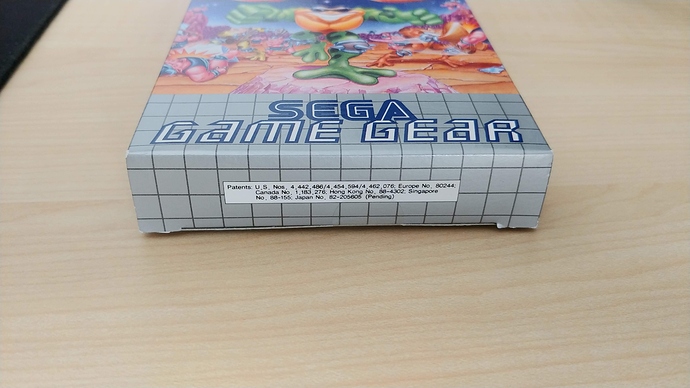 SEGA
GAME GEAR
Patents: U.S. Nos. 4,442,486/4,454,594/4,462,076; Europe No. 80244;
Canada No. 1,183,276; Hong Kong No. 88-4302; Singapore
No. 88-155; Japan No. 82-205605 (Pending)